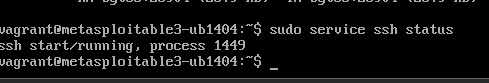 vagrant@metasploitable3-ub1404:~$ sudo service ssh status
ssh start/running, process 1449
vagrant@metasploitable3-ub1404:~$ _